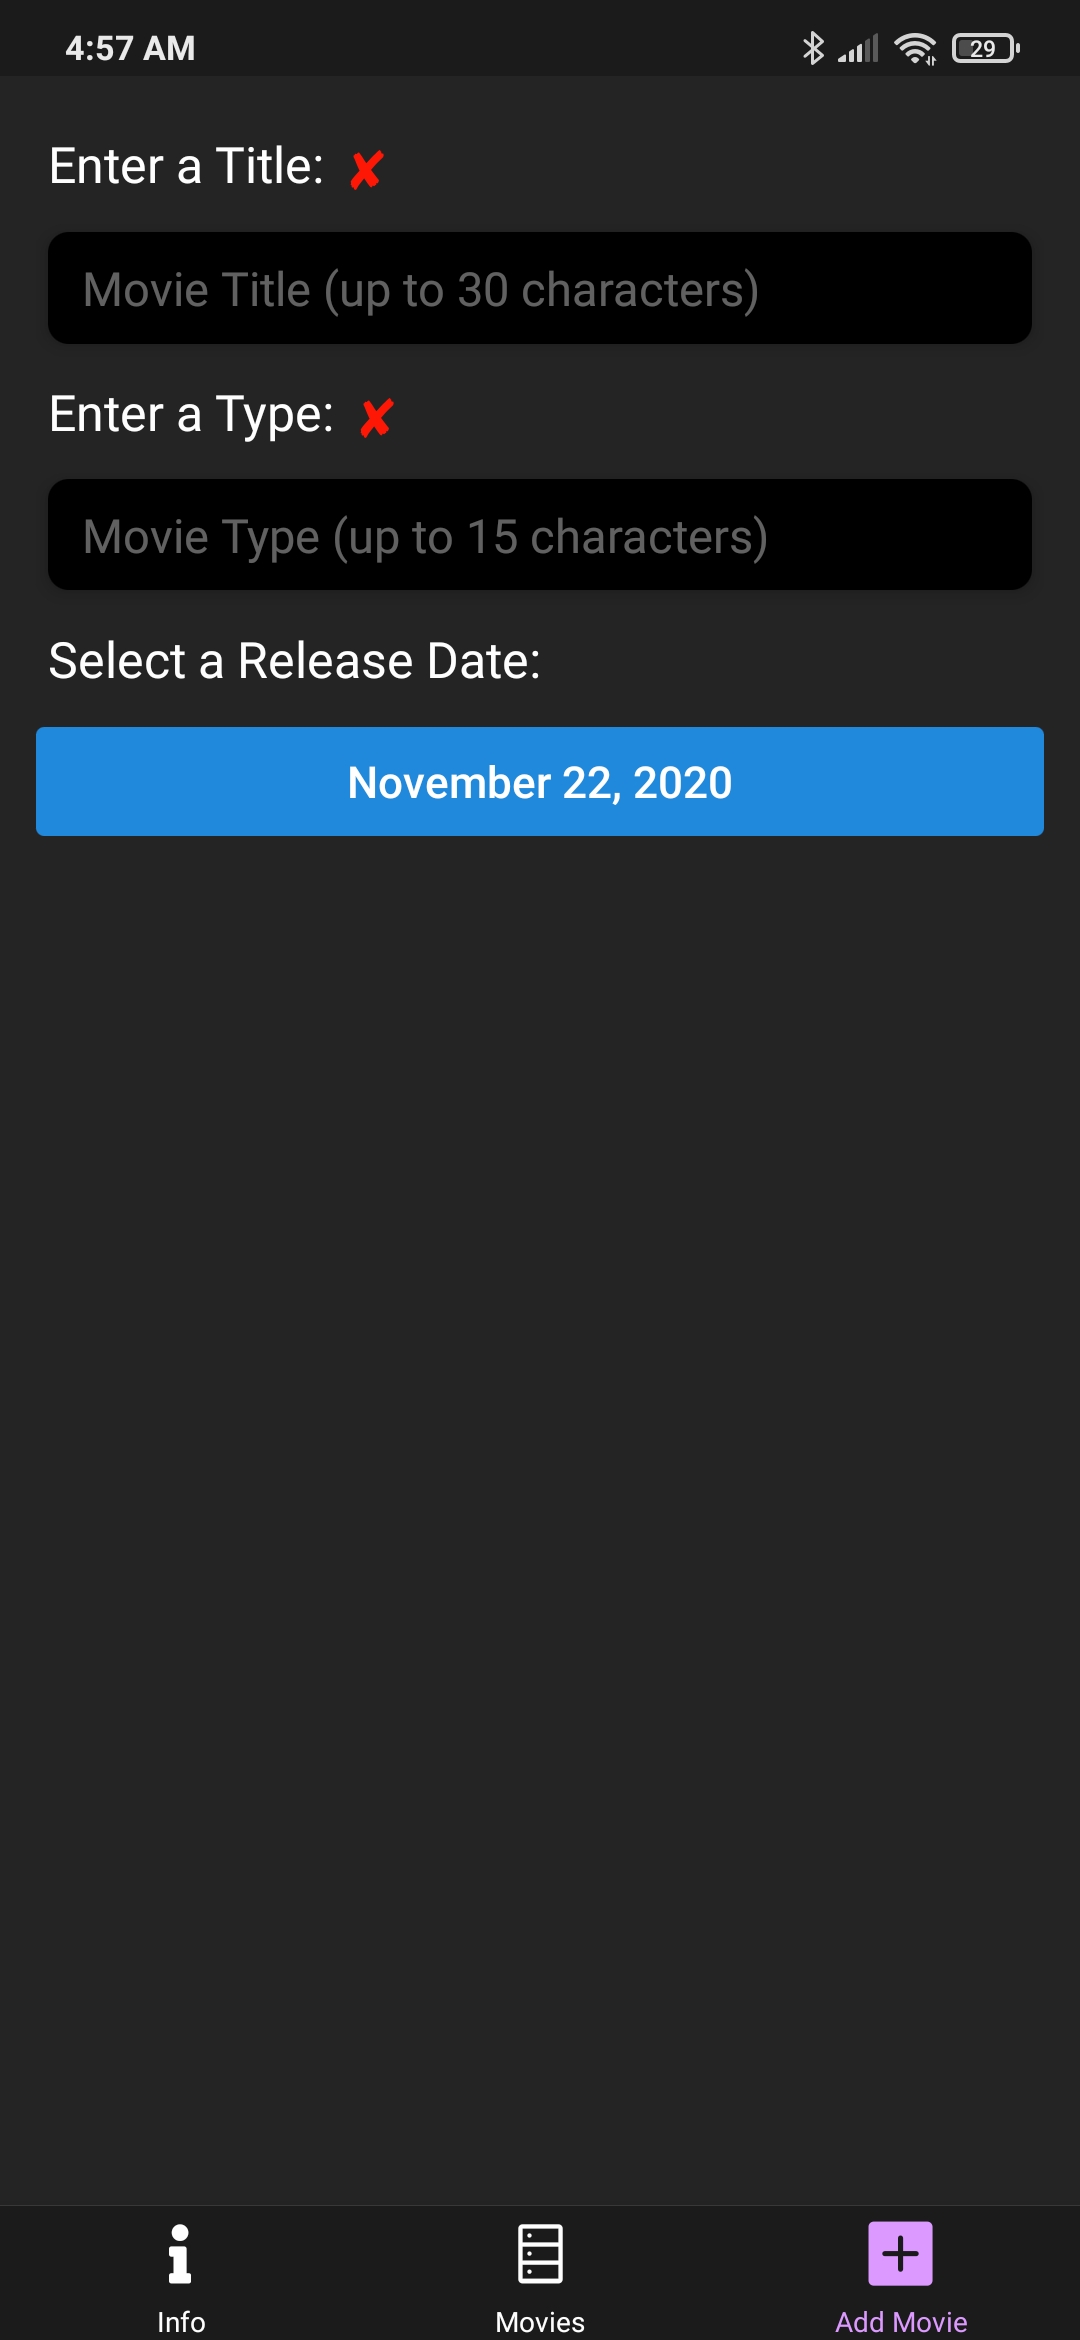 4:57 AM
29
Enter a Title: ✘
Movie Title (up to 30 characters)
Enter a Type: ✘
Movie Type (up to 15 characters)
Select a Release Date:
November 22, 2020
Info
Movies
Add Movie